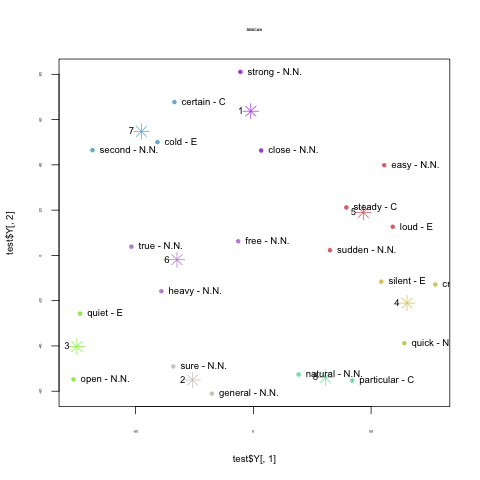 DBSCAN
strong - N.N.
certain - C
1
7
cold - E
second - N.N.
close - N.N.
easy - N.N.
steady - C
5
loud - E
true - N.N.
free - N.N.
sudden - N.N.
6
silent - E
heavy - N.N.
4
quiet - E
3
quick - N
sure - N.N.
natural - N.N.
open - N.N.
2
particular - C
general - N.N.
test$Y[, 2]
test$Y[, 1]